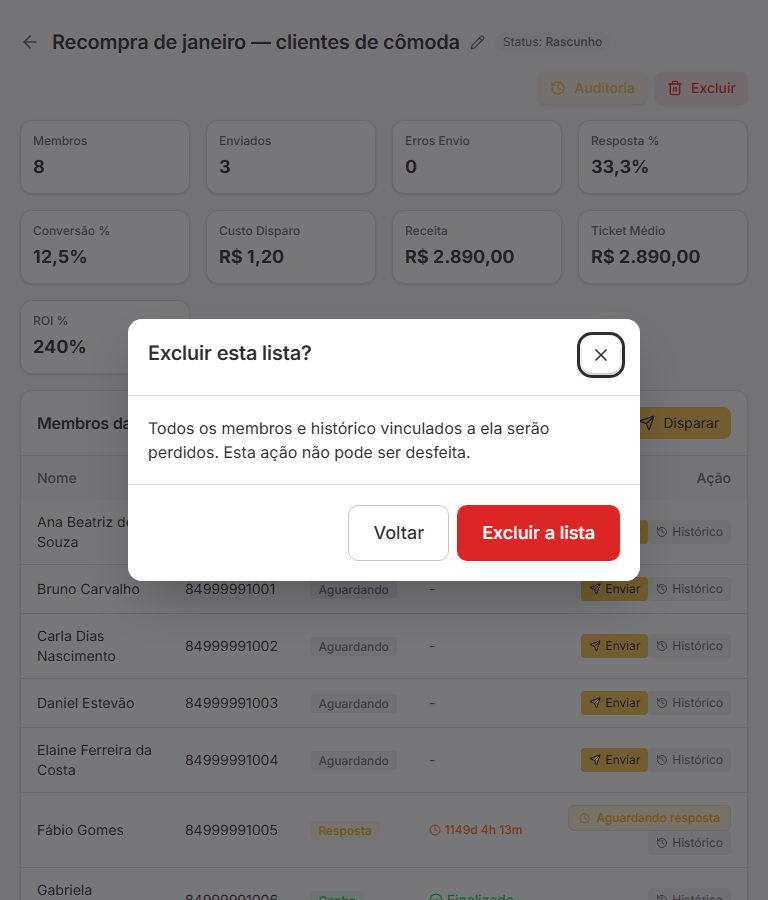 Recompra de janeiro — clientes de cômoda
Status: Rascunho
Auditoria
Excluir
Membros
8
Enviados
3
Erros Envio
0
Resposta %
33,3%
Conversão %
12,5%
Custo Disparo
R$ 1,20
Receita
R$ 2.890,00
Ticket Médio
R$ 2.890,00
ROI %
240%
Excluir esta lista?
Todos os membros e histórico vinculados a ela serão
perdidos. Esta ação não pode ser desfeita.
Voltar
Excluir a lista
Membros da
Disparar
Nome
Ação
Ana Beatriz de
Souza
Histórico
Bruno Carvalho
84999991001
Aguardando
-
Enviar
Histórico
Carla Dias
Nascimento
84999991002
Aguardando
-
Enviar
Histórico
Daniel Estevão
84999991003
Aguardando
-
Enviar
Histórico
Elaine Ferreira da
Costa
84999991004
Aguardando
-
Enviar
Histórico
Fábio Gomes
84999991005
Resposta
1149d 4h 13m
Aguardando resposta
Histórico
Gabriela
84999991006
Ganho
Finalizado
Histórico